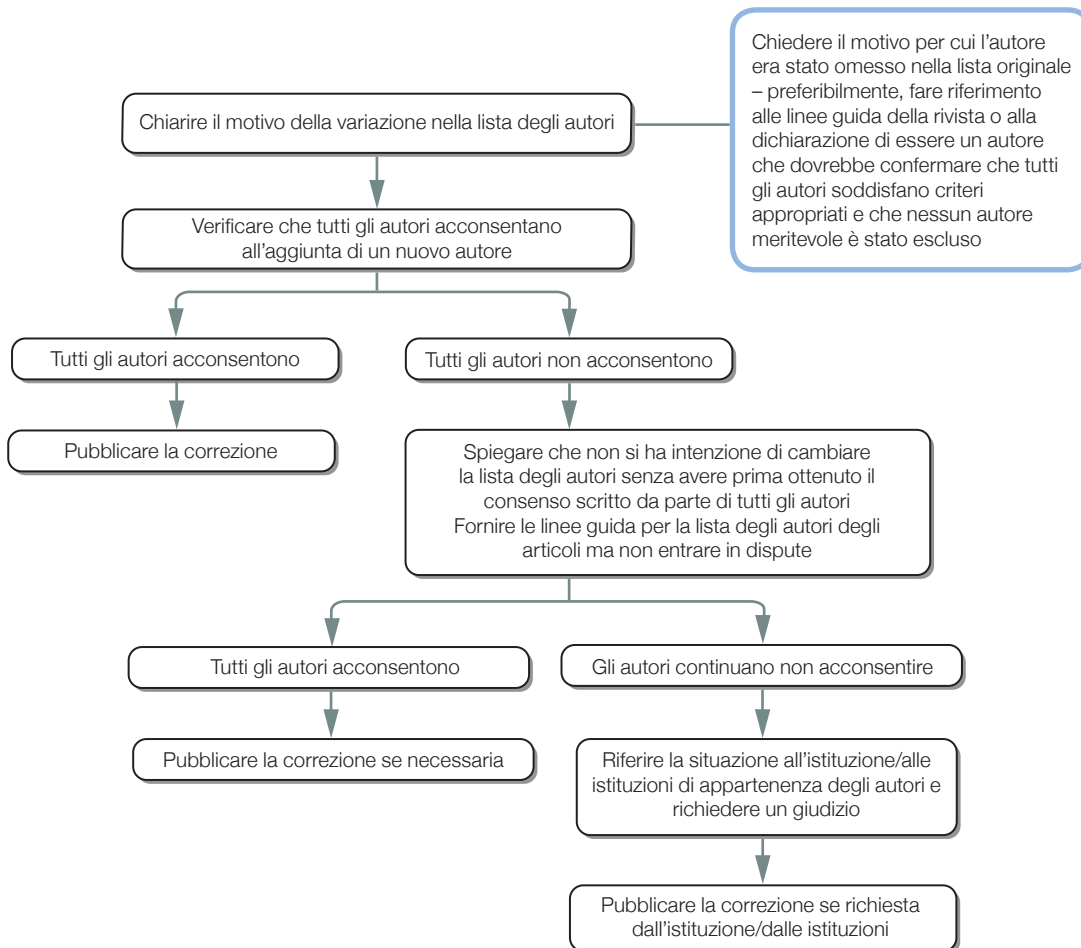 Chiedere il motivo per cui l'autore
era stato omesso nella lista originale
– preferibilmente, fare riferimento
alle linee guida della rivista o alla
dichiarazione di essere un autore
che dovrebbe confermare che tutti
gli autori soddisfano criteri
appropriati e che nessun autore
meritevole è stato escluso
Chiarire il motivo della variazione nella lista degli autori
Verificare che tutti gli autori acconsentano
all'aggiunta di un nuovo autore
Tutti gli autori acconsentono
Tutti gli autori non acconsentono
Pubblicare la correzione
Spiegare che non si ha intenzione di cambiare
la lista degli autori senza avere prima ottenuto il
consenso scritto da parte di tutti gli autori
Fornire le linee guida per la lista degli autori degli
articoli ma non entrare in dispute
Tutti gli autori acconsentono
Gli autori continuano non acconsentire
Pubblicare la correzione se necessaria
Riferire la situazione all'istituzione/alle
istituzioni di appartenenza degli autori e
richiedere un giudizio
Pubblicare la correzione se richiesta
dall'istituzione/dalle istituzioni